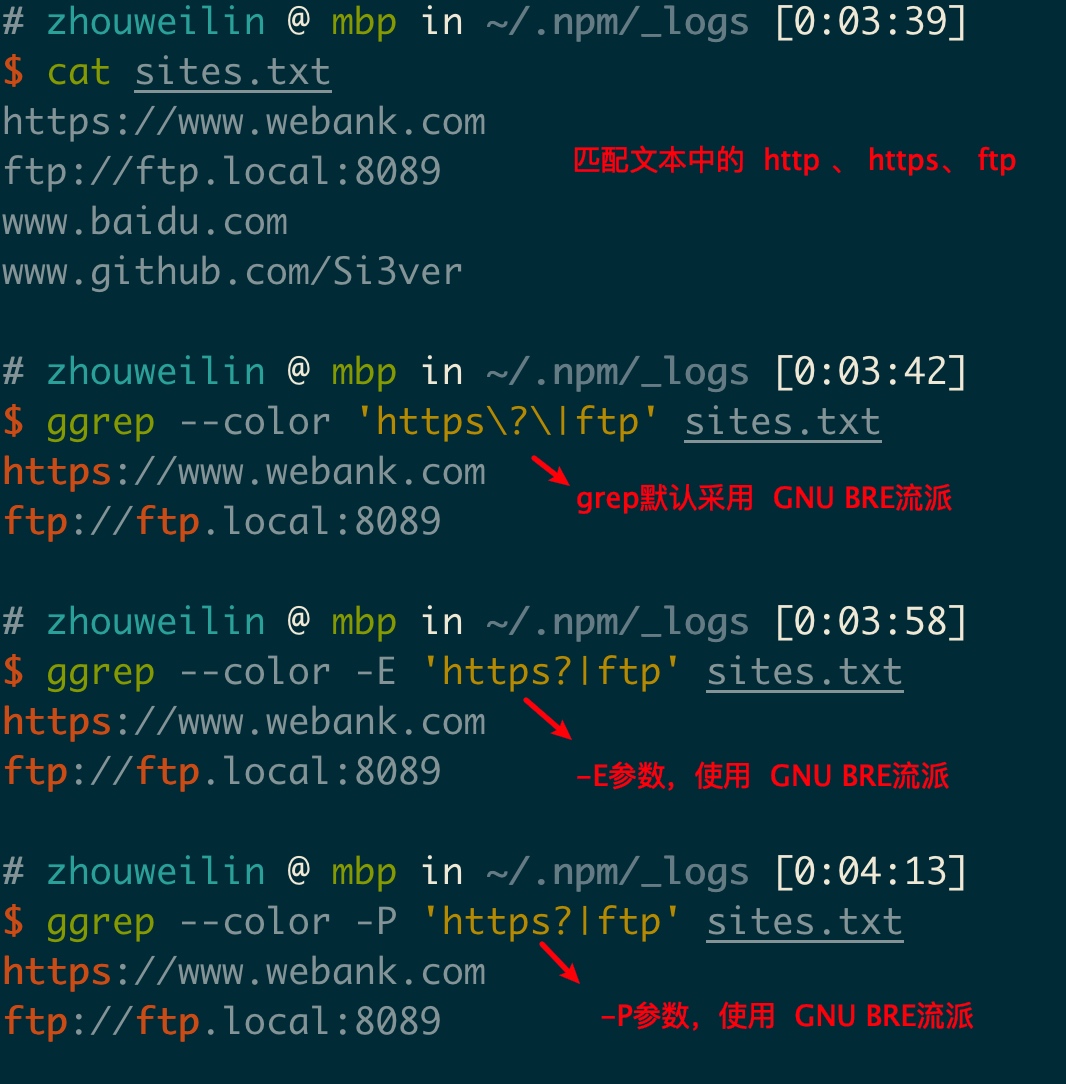 # zhouweilin @ mbp in ~/.npm/_logs [0:03:39]
$ cat sites.txt
https://www.webank.com
匹配文本中的 http 、 https、 ftp
ftp://ftp.local:8089
www.baidu.com
www.github.com/Si3ver
# zhouweilin @ mbp in ~/.npm/_logs [0:03:42]
$ ggrep --color 'https\?\|ftp' sites.txt
https://www.webank.com
grep默认采用 GNU BRE流派
ftp://ftp.local:8089
# zhouweilin @ mbp in ~/.npm/_logs [0:03:58]
$ ggrep --color -E 'https?|ftp' sites.txt
https://www.webank.com
ftp://ftp.local:8089
-E参数，使用 GNU BRE流派
# zhouweilin @ mbp in ~/.npm/_logs [0:04:13]
$ ggrep --color -P 'https?|ftp' sites.txt
https://www.webank.com
ftp://ftp.local:8089
-P参数，使用 GNU BRE流派